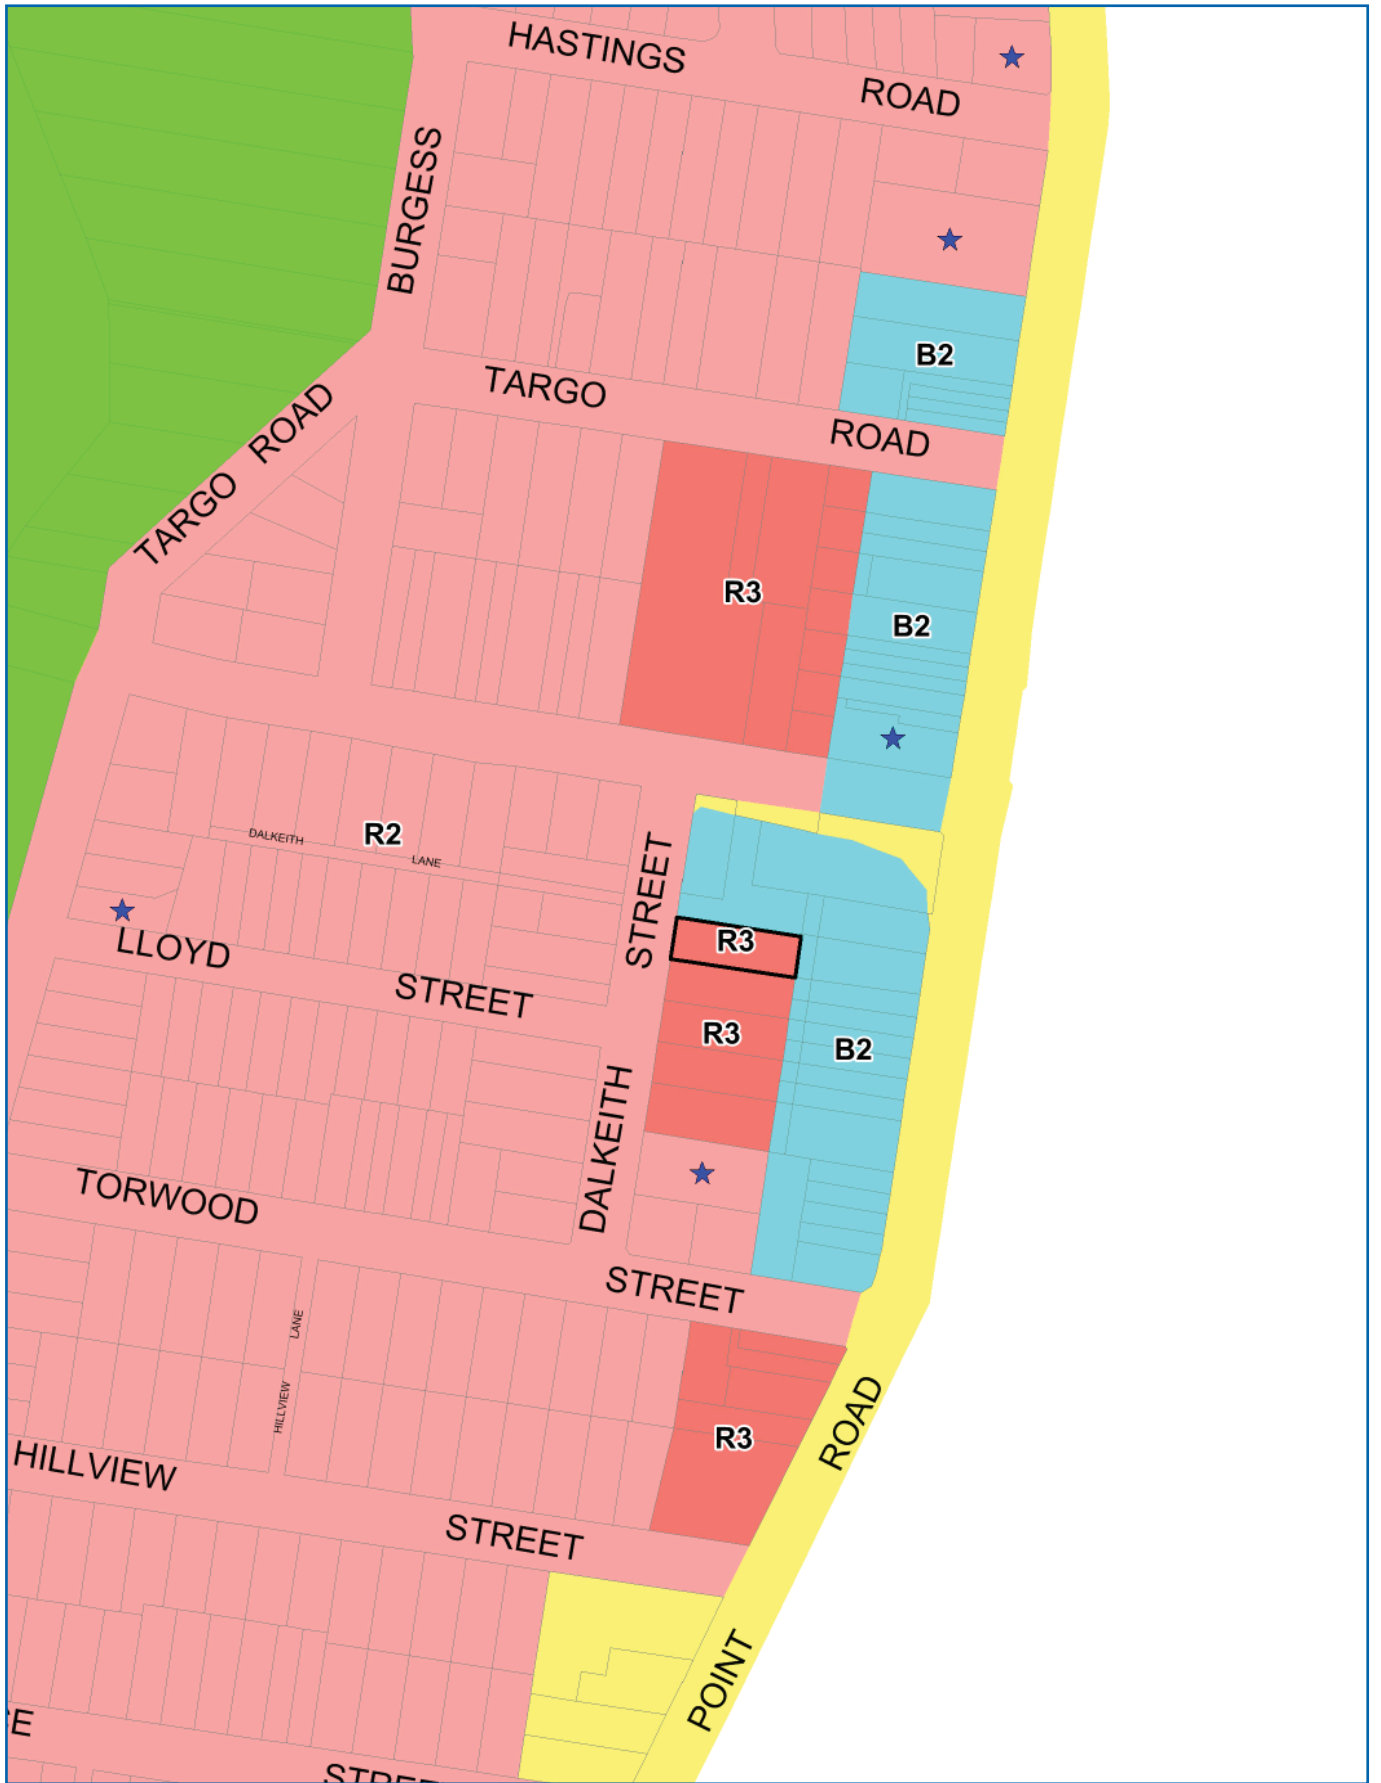 HASTINGS
ROAD
BURGESS
B2
TARGO
ROAD
TARGO ROAD
R3
B2
R2
DALKEITH
LANE
STREET
LLOYD
STREET
R3
R3
B2
DALKEITH
TORWOOD
STREET
LANE
HILLVIEW
R3
ROAD
HILLVIEW
STREET
POINT